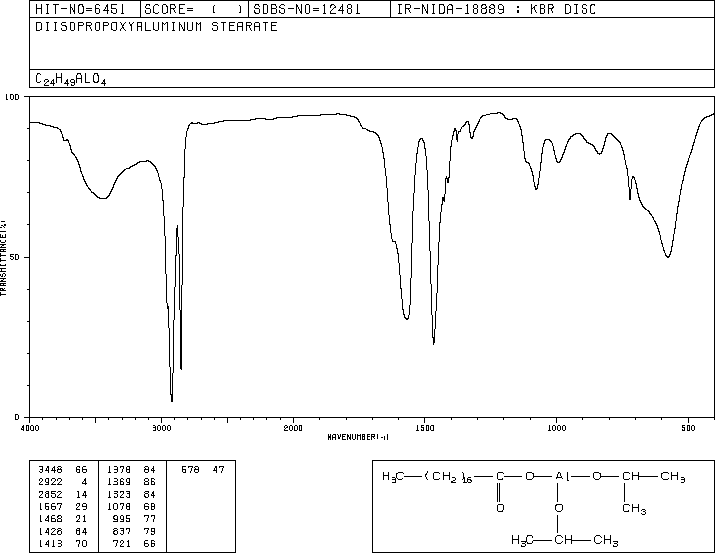 HIT-NO=6451 SCORE= ( ) SDBS-NO=12481 IR-NIDA-18889 : KBR DISC
DIISOPROPOXYALUMINUM STEARATE
C24H49ALO4
100
50
0
TRANSMITTANCE(%)
4000 3000 2000 1500 1000 500
WAVENUMBER(-1)
3448 66 1378 84 578 47
2922 4 1369 86
2852 14 1323 84
1567 29 1078 68
1468 21 995 77
1428 64 837 79
1413 70 721 66
H3C—(CH2)16—C—O—Al—O—CH—CH3
O O CH3
H3C—CH—CH3